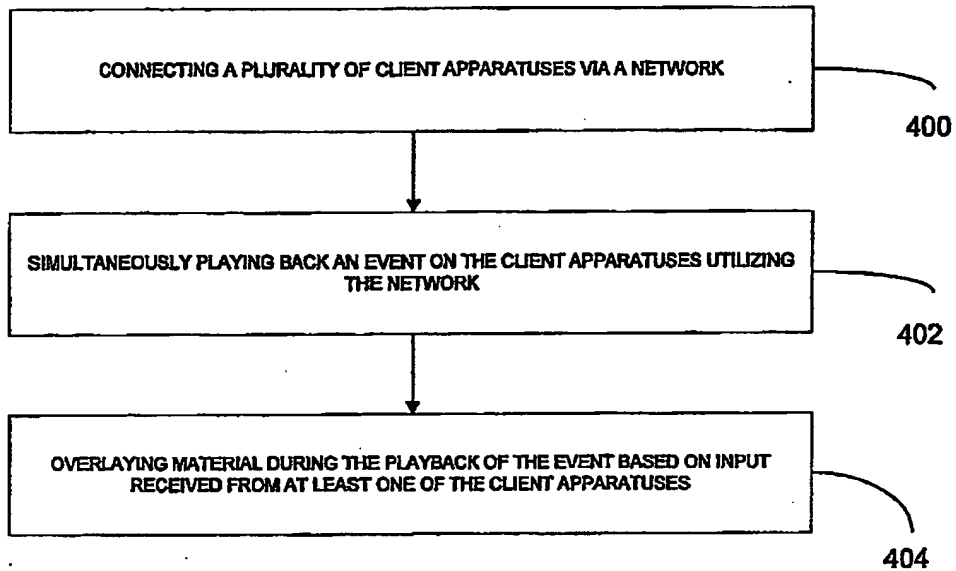 CONNECTING A PLURALITY OF CLIENT APPARATUSES VIA A NETWORK
400
SIMULTANEOUSLY PLAYING BACK AN EVENT ON THE CLIENT APPARATUSES UTILIZING
THE NETWORK
402
OVERLAYING MATERIAL DURING THE PLAYBACK OF THE EVENT BASED ON INPUT
RECEIVED FROM AT LEAST ONE OF THE CLIENT APPARATUSES
404